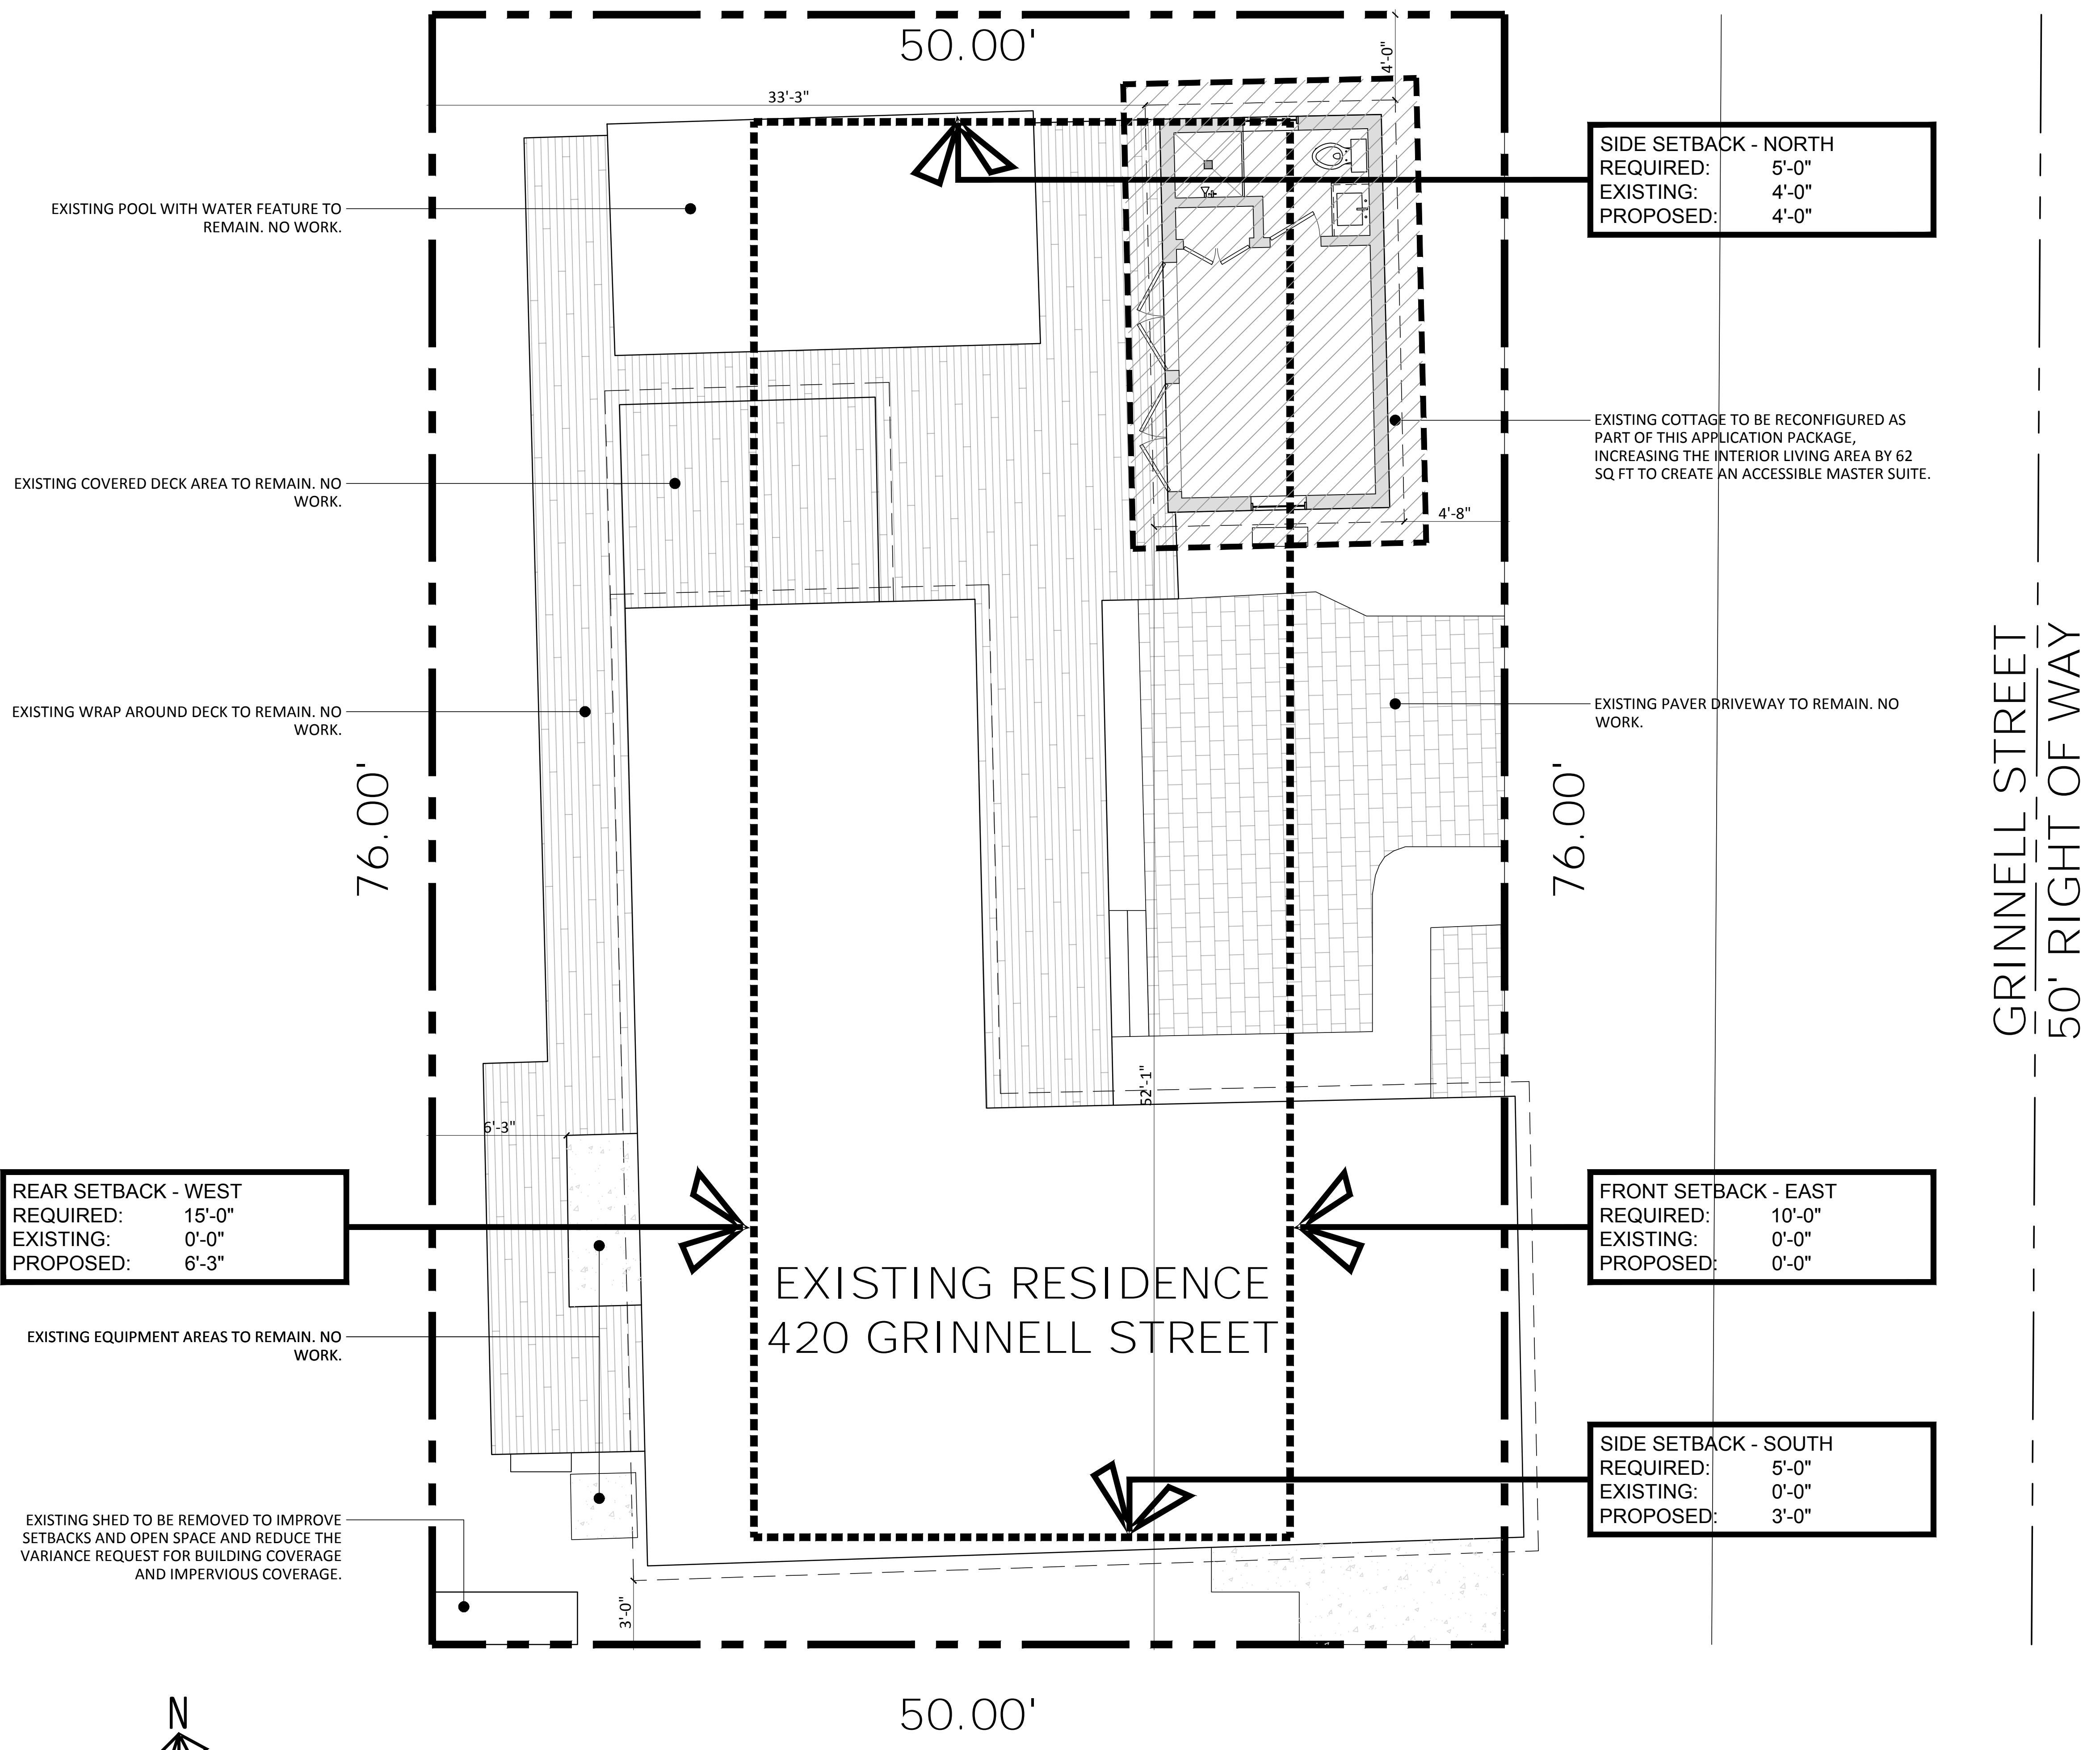 50.00'
4'-0"
33'-3"
SIDE SETBACK - NORTH
REQUIRED: 5'-0"
EXISTING: 4'-0"
PROPOSED: 4'-0"
EXISTING POOL WITH WATER FEATURE TO
REMAIN. NO WORK.
EXISTING COTTAGE TO BE RECONFIGURED AS
PART OF THIS APPLICATION PACKAGE,
INCREASING THE INTERIOR LIVING AREA BY 62
SQ FT TO CREATE AN ACCESSIBLE MASTER SUITE.
EXISTING COVERED DECK AREA TO REMAIN. NO
WORK.
4'-8"
EXISTING WRAP AROUND DECK TO REMAIN. NO
WORK.
EXISTING PAVER DRIVEWAY TO REMAIN. NO
WORK.
76.00'
76.00'
GRINNELL STREET
50' RIGHT OF WAY
52'-1"
6'-3"
REAR SETBACK - WEST
REQUIRED: 15'-0"
EXISTING: 0'-0"
PROPOSED: 6'-3"
FRONT SETBACK - EAST
REQUIRED: 10'-0"
EXISTING: 0'-0"
PROPOSED: 0'-0"
EXISTING RESIDENCE
420 GRINNELL STREET
EXISTING EQUIPMENT AREAS TO REMAIN. NO
WORK.
SIDE SETBACK - SOUTH
REQUIRED: 5'-0"
EXISTING: 0'-0"
PROPOSED: 3'-0"
EXISTING SHED TO BE REMOVED TO IMPROVE
SETBACKS AND OPEN SPACE AND REDUCE THE
VARIANCE REQUEST FOR BUILDING COVERAGE
AND IMPERVIOUS COVERAGE.
3'-0"
50.00'
N